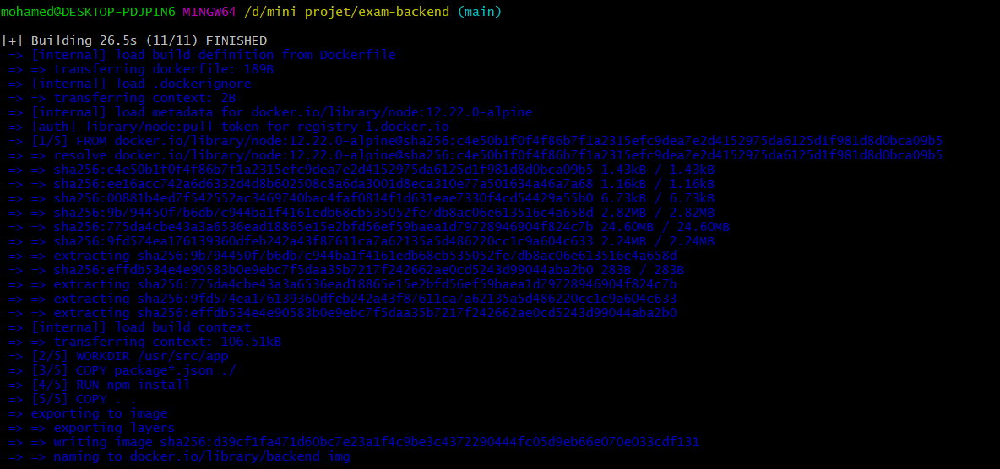 mohamed@DESKTOP-PDJPIN6 MINGW64 /d/mini projet/exam-backend (main)
[+] Building 26.5s (11/11) FINISHED
=> [internal] load build definition from Dockerfile
=> => transferring dockerfile: 189B
=> [internal] load .dockerignore
=> => transferring context: 2B
=> [internal] load metadata for docker.io/library/node:12.22.0-alpine
=> [auth] library/node:pull token for registry-1.docker.io
=> [1/5] FROM docker.io/library/node:12.22.0-alpine@sha256:c4e50b1f0f4f86b7f1a2315efc9dea7e2d4152975da6125d1f981d8d0bca09b5
=> => resolve docker.io/library/node:12.22.0-alpine@sha256:c4e50b1f0f4f86b7f1a2315efc9dea7e2d4152975da6125d1f981d8d0bca09b5
=> => sha256:c4e50b1f0f4f86b7f1a2315efc9dea7e2d4152975da6125d1f981d8d0bca09b5 1.43kB / 1.43kB
=> => sha256:ee16acc742a6d6332d4d8b602508c8a6da3001d8eca310e77a501634a46a7a68 1.16kB / 1.16kB
=> => sha256:00881b4ed7f542552ac3469740bac4faf0814f1d631eae7330f4cd54429a55b0 6.73kB / 6.73kB
=> => sha256:9b794450f7b6db7c944ba1f4161edb68cb535052fe7db8ac06e613516c4a658d 2.82MB / 2.82MB
=> => sha256:775da4cbe43a3a6536ead18865e15e2bfd56ef59baea1d79728946904f824c7b 24.60MB / 24.60MB
=> => sha256:9fd574ea176139360dfeb242a43f87611ca7a62135a5d486220cc1c9a604c633 2.24MB / 2.24MB
=> => extracting sha256:9b794450f7b6db7c944ba1f4161edb68cb535052fe7db8ac06e613516c4a658d
=> => sha256:effdb534e4e90583b0e9ebc7f5daa35b7217f242662ae0cd5243d99044aba2b0 283B / 283B
=> => extracting sha256:775da4cbe43a3a6536ead18865e15e2bfd56ef59baea1d79728946904f824c7b
=> => extracting sha256:9fd574ea176139360dfeb242a43f87611ca7a62135a5d486220cc1c9a604c633
=> => extracting sha256:effdb534e4e90583b0e9ebc7f5daa35b7217f242662ae0cd5243d99044aba2b0
=> [internal] load build context
=> => transferring context: 106.51kB
=> [2/5] WORKDIR /usr/src/app
=> [3/5] COPY package*.json ./
=> [4/5] RUN npm install
=> [5/5] COPY . .
=> exporting to image
=> => exporting layers
=> => writing image sha256:d39cf1fa471d60bc7e23a1f4c9be3c4372290444fc05d9eb66e070e033cdf131
=> => naming to docker.io/library/backend_img